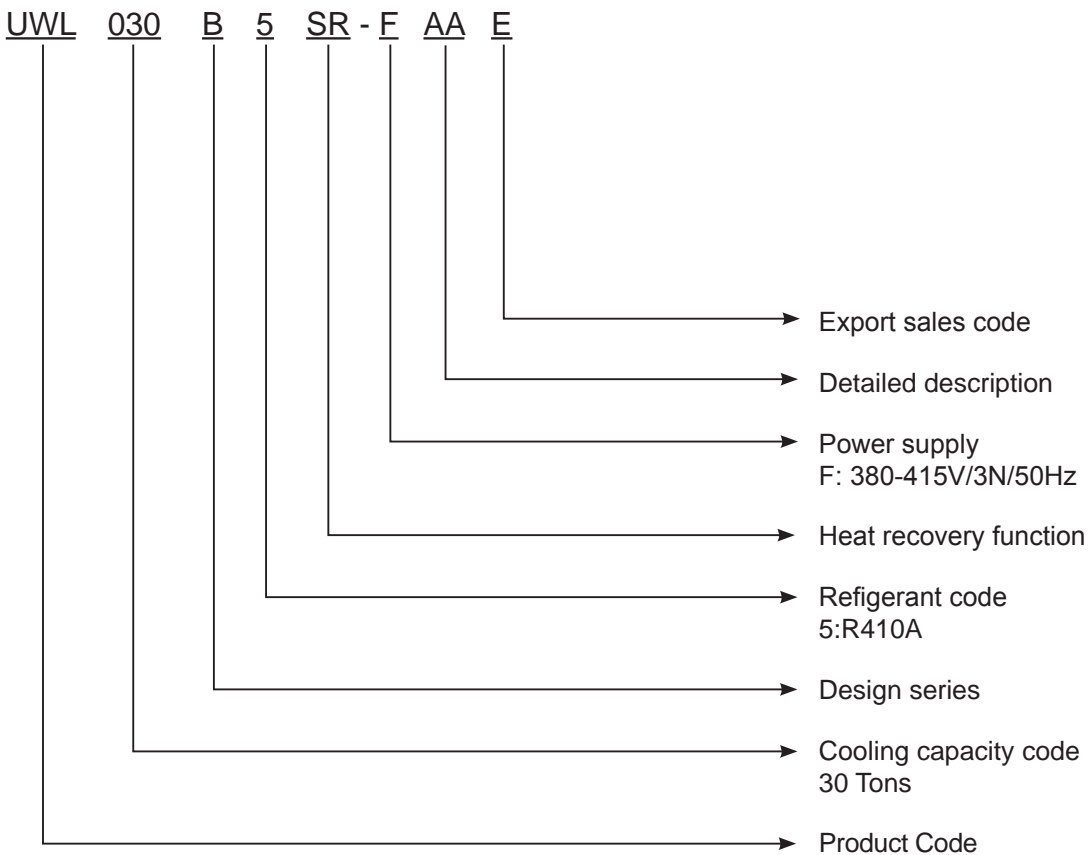 UWL 030 B 5 SR - F AA E
Export sales code
Detailed description
Power supply
F: 380-415V/3N/50Hz
Heat recovery function
Refigerant code
5:R410A
Design series
Cooling capacity code
30 Tons
Product Code